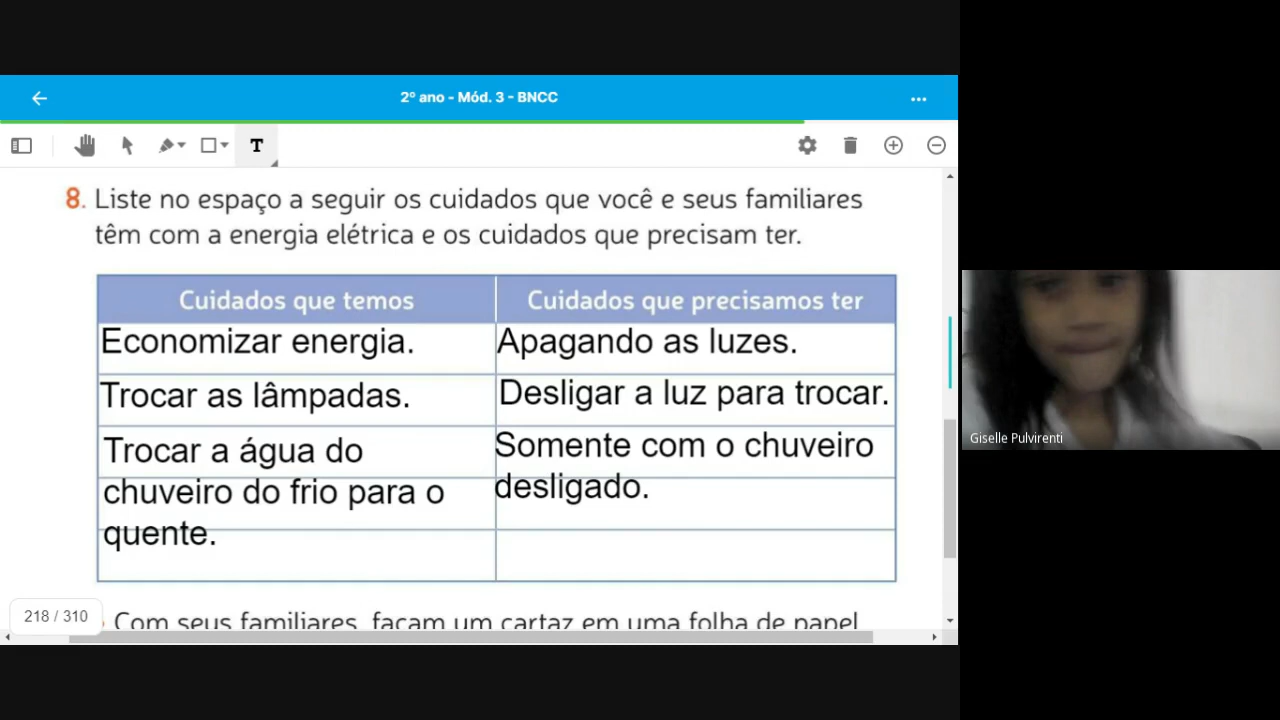 2º ano - Mód. 3 - BNCC
T
8. Liste no espaço a seguir os cuidados que você e seus familiares
têm com a energia elétrica e os cuidados que precisam ter.
Cuidados que temos
Cuidados que precisamos ter
Economizar energia.
Apagando as luzes.
Trocar as lâmpadas.
Desligar a luz para trocar.
Trocar a água do
chuveiro do frio para o
quente.
Somente com o chuveiro
desligado.
218 / 310
Com seus familiares, façam um cartaz em uma folha de papel
Giselle Pulvirenti